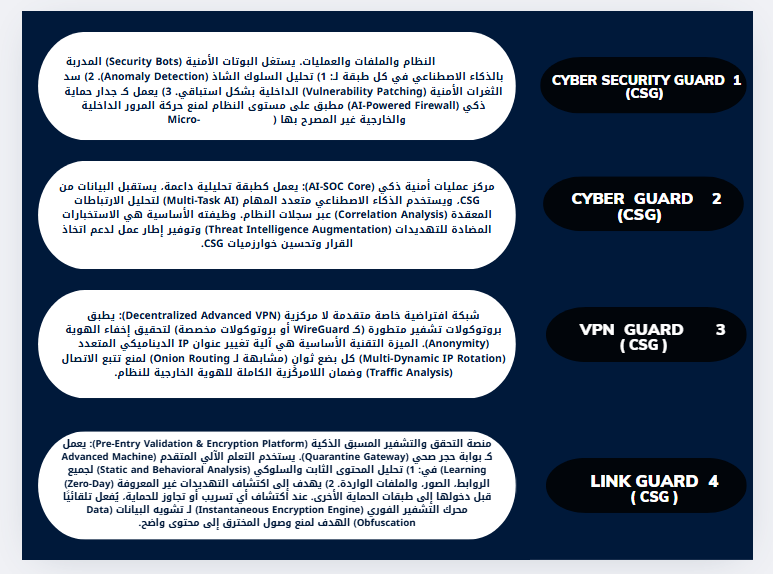 CYBER SECURITY GUARD 1
(CSG)
النظام والملفات والعمليات. يستغل البوتات الأمنية (Security Bots) المدربة
بالذكاء الاصطناعي في كل طبقة لـ: 1) تحليل السلوك الشاذ (Anomaly Detection). 2) سد
الثغرات الأمنية (Vulnerability Patching) الداخلية بشكل استباقي. 3) يعمل كـ جدار حماية
ذكي (AI-Powered Firewall) مطبق على مستوى النظام لمنع حركة المرور الداخلية
والخارجية غير المصرح بها ( Micro-
CYBER GUARD 2
(CSG)
مركز عمليات أمنية ذكي (AI-SOC Core): يعمل كطبقة تحليلية داعمة. يستقبل البيانات من
CSG، ويستخدم الذكاء الاصطناعي متعدد المهام (Multi-Task AI) لتحليل الارتباطات
المعقدة (Correlation Analysis) عبر سجلات النظام. وظيفته الأساسية هي الاستخبارات
المضادة للتهديدات (Threat Intelligence Augmentation) وتوفير إطار عمل لدعم اتخاذ
القرار وتحسين خوارزميات CSG.
VPN GUARD 3
( CSG )
شبكة افتراضية خاصة متقدمة لا مركزية (Decentralized Advanced VPN): يطبق
بروتوكولات تشفير متطورة (كـ WireGuard أو بروتوكولات مخصصة) لتحقيق إخفاء الهوية
(Anonymity). الميزة التقنية الأساسية هي آلية تغيير عنوان IP الديناميكي المتعدد
(Multi-Dynamic IP Rotation) كل بضع ثوانٍ (مشابهة لـ Onion Routing) لمنع تتبع الاتصال
(Traffic Analysis) وضمان اللامركزية الكاملة للهوية الخارجية للنظام.
LINK GUARD 4
( CSG )
منصة التحقق والتشفير المسبق الذكية (Pre-Entry Validation & Encryption Platform): يعمل
كـ بوابة حجر صحي (Quarantine Gateway). يستخدم التعلم الآلي المتقدم (Advanced Machine
Learning) في: 1) تحليل المحتوى الثابت والسلوكي (Static and Behavioral Analysis) لجميع
الروابط، الصور، والملفات الواردة. 2) يهدف إلى اكتشاف التهديدات غير المعروفة (Zero-Day)
قبل دخولها إلى طبقات الحماية الأخرى. عند اكتشاف أي تسريب أو تجاوز للحماية، يُفعل تلقائيًا
محرك التشفير الفوري (Instantaneous Encryption Engine) لـ تشويه البيانات (Data
Obfuscation) الهدف لمنع وصول المخترق إلى محتوى واضح.